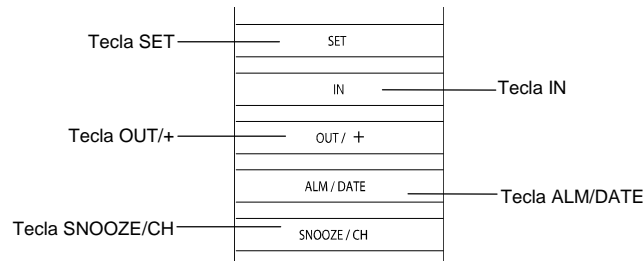 Tecla SET
SET
IN
Tecla IN
Tecla OUT/+
OUT / +
ALM / DATE
Tecla ALM/DATE
Tecla SNOOZE/CH
SNOOZE / CH